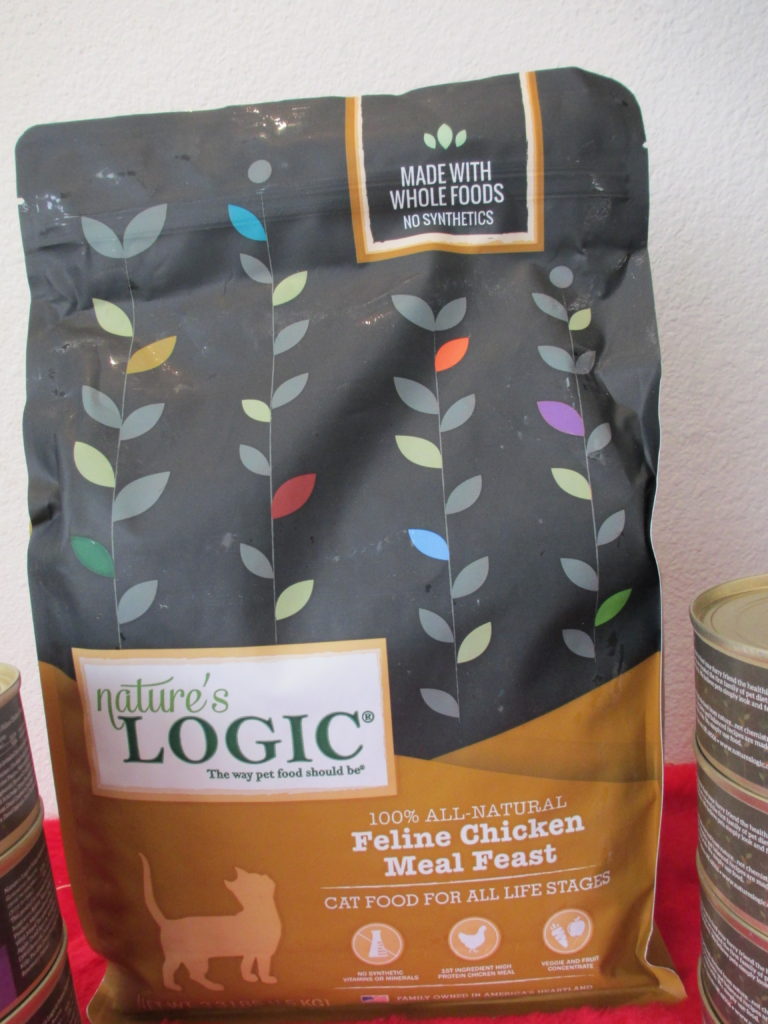 MADE WITH
WHOLE FOODS
NO SYNTHETICS
nature's
LOGIC®
The way pet food should be®
100% ALL-NATURAL
Feline Chicken
Meal Feast
CAT FOOD FOR ALL LIFE STAGES
NO SYNTHETIC
VITAMINS OR MINERALS
1ST INGREDIENT HIGH
PROTEIN CHICKEN MEAL
VEGGIE AND FRUIT
CONCENTRATE
FAMILY OWNED IN AMERICA'S HEARTLAND